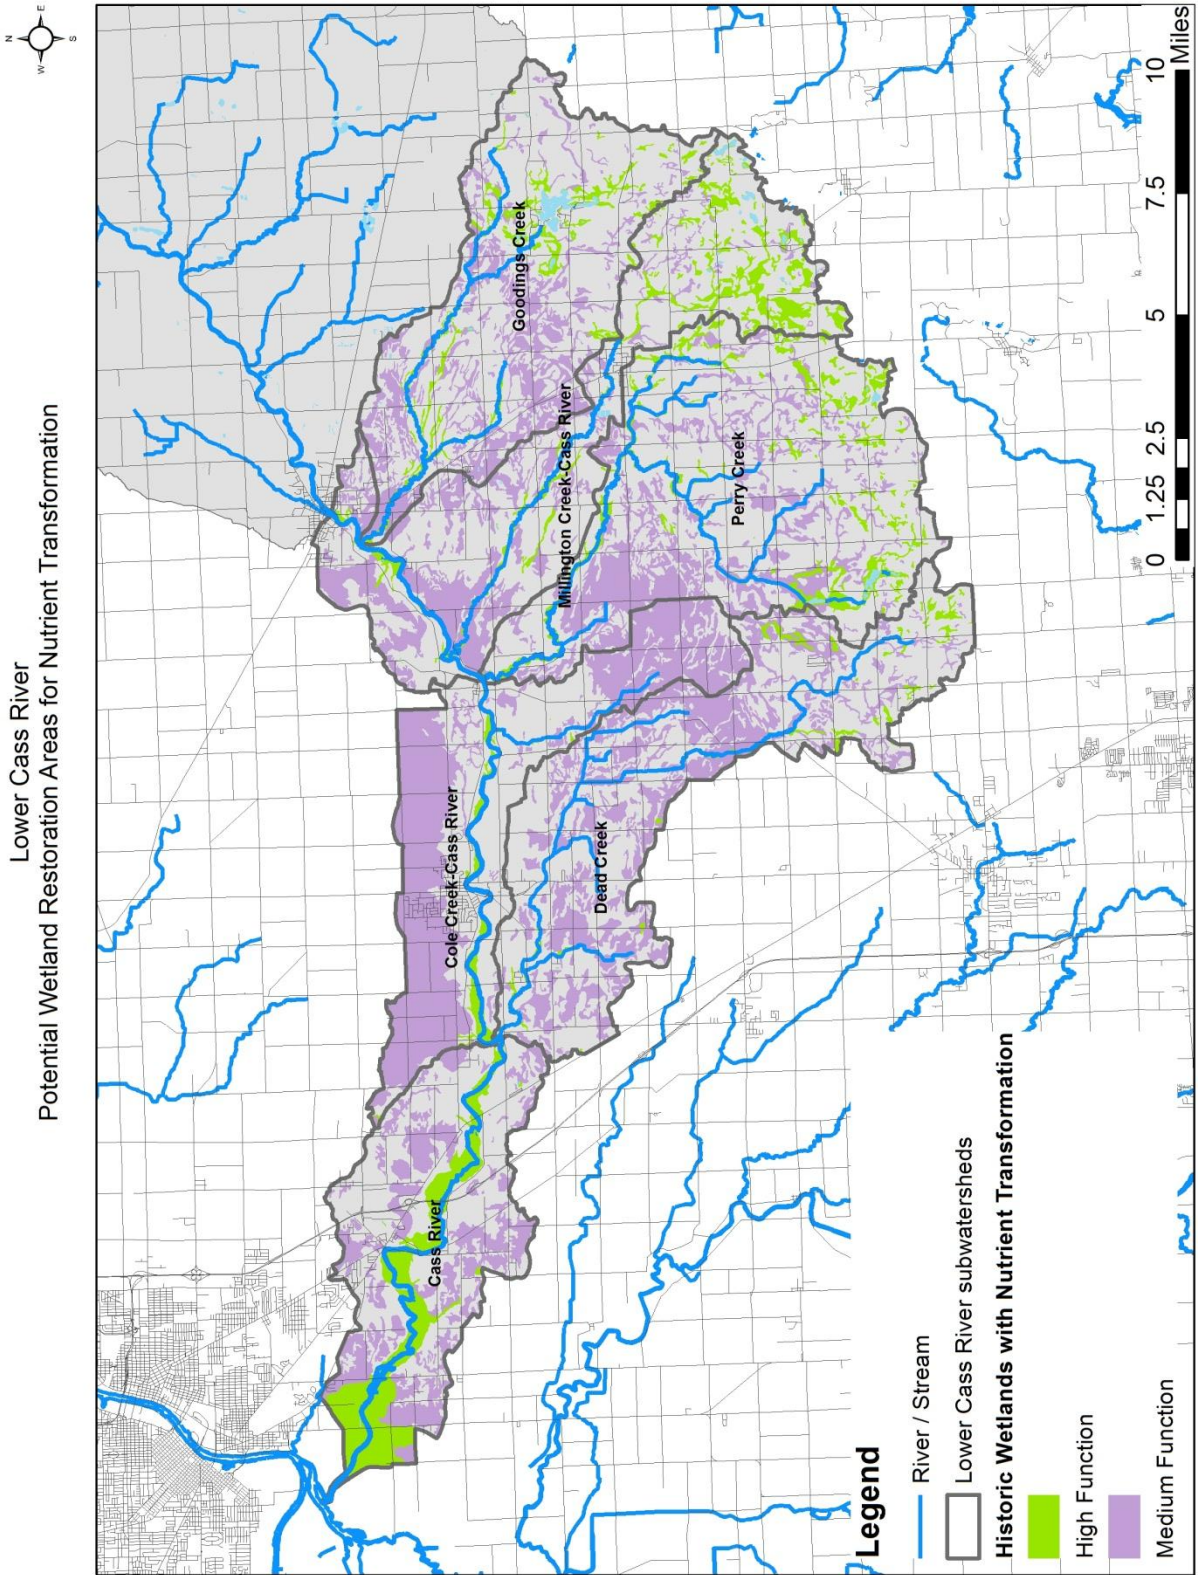 Lower Cass River
Potential Wetland Restoration Areas for Nutrient Transformation
N
E
S
W
Goodings Creek
Millington Creek-Cass River
Perry Creek
Cole Creek-Cass River
Dead Creek
Cass River
Legend
River / Stream
Lower Cass River subwatersheds
Historic Wetlands with Nutrient Transformation
High Function
Medium Function
0 1.25 2.5 5 7.5 10
Miles